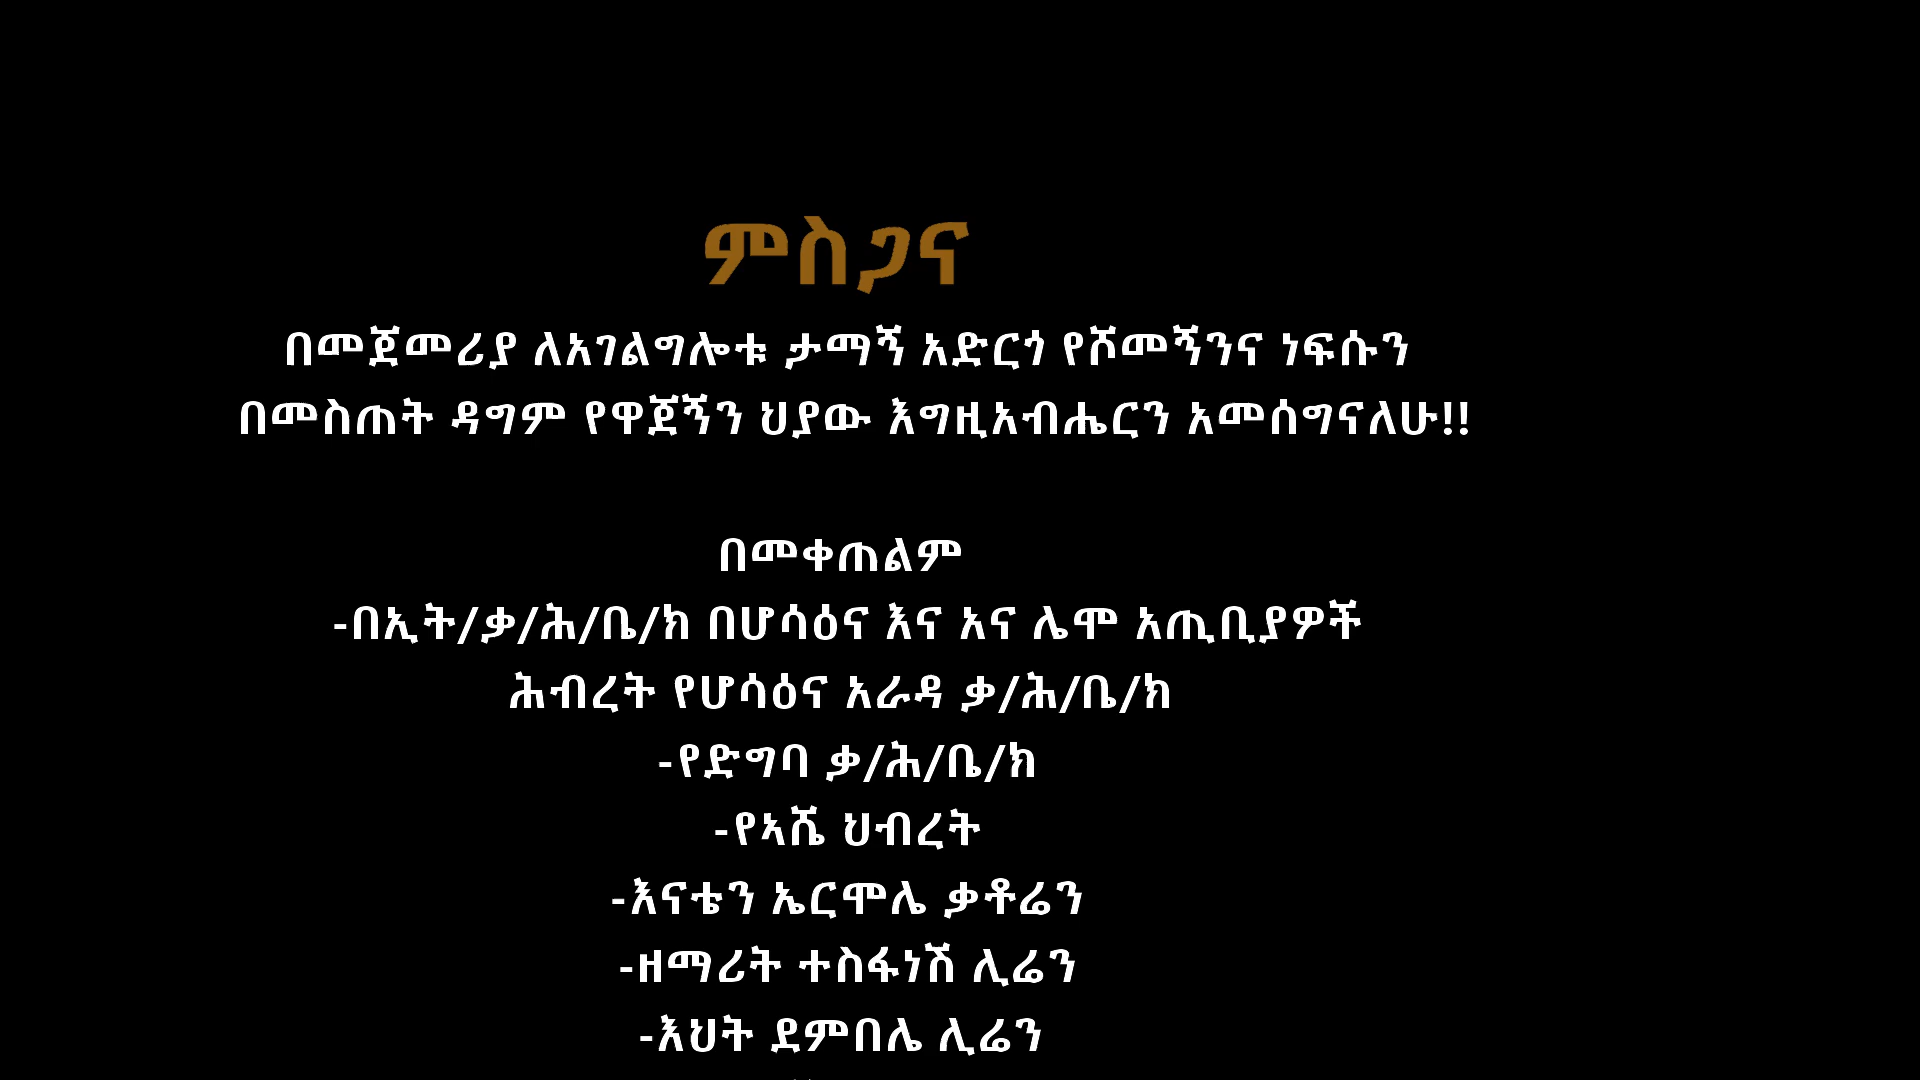 ምስጋና
በመጀመሪያ ለአገልግሎቱ ታማኝ አድርጎ የሾመኝንና ነፍሱን
በመስጠት ዳግም የዋጀኝን ህያው እግዚአብሔርን አመሰግናለሁ!!
በመቀጠልም
-በኢት/ቃ/ሕ/ቤ/ክ በሆሳዕና እና አና ሌሞ አጢቢያዎች
ሕብረት የሆሳዕና አራዳ ቃ/ሕ/ቤ/ክ
-የድግባ ቃ/ሕ/ቤ/ክ
-የኣሼ ህብረት
-እናቴን ኤርሞሌ ቃቶሬን
-ዘማሪት ተስፋነሽ ሊሬን
-እህት ደምበሌ ሊሬን